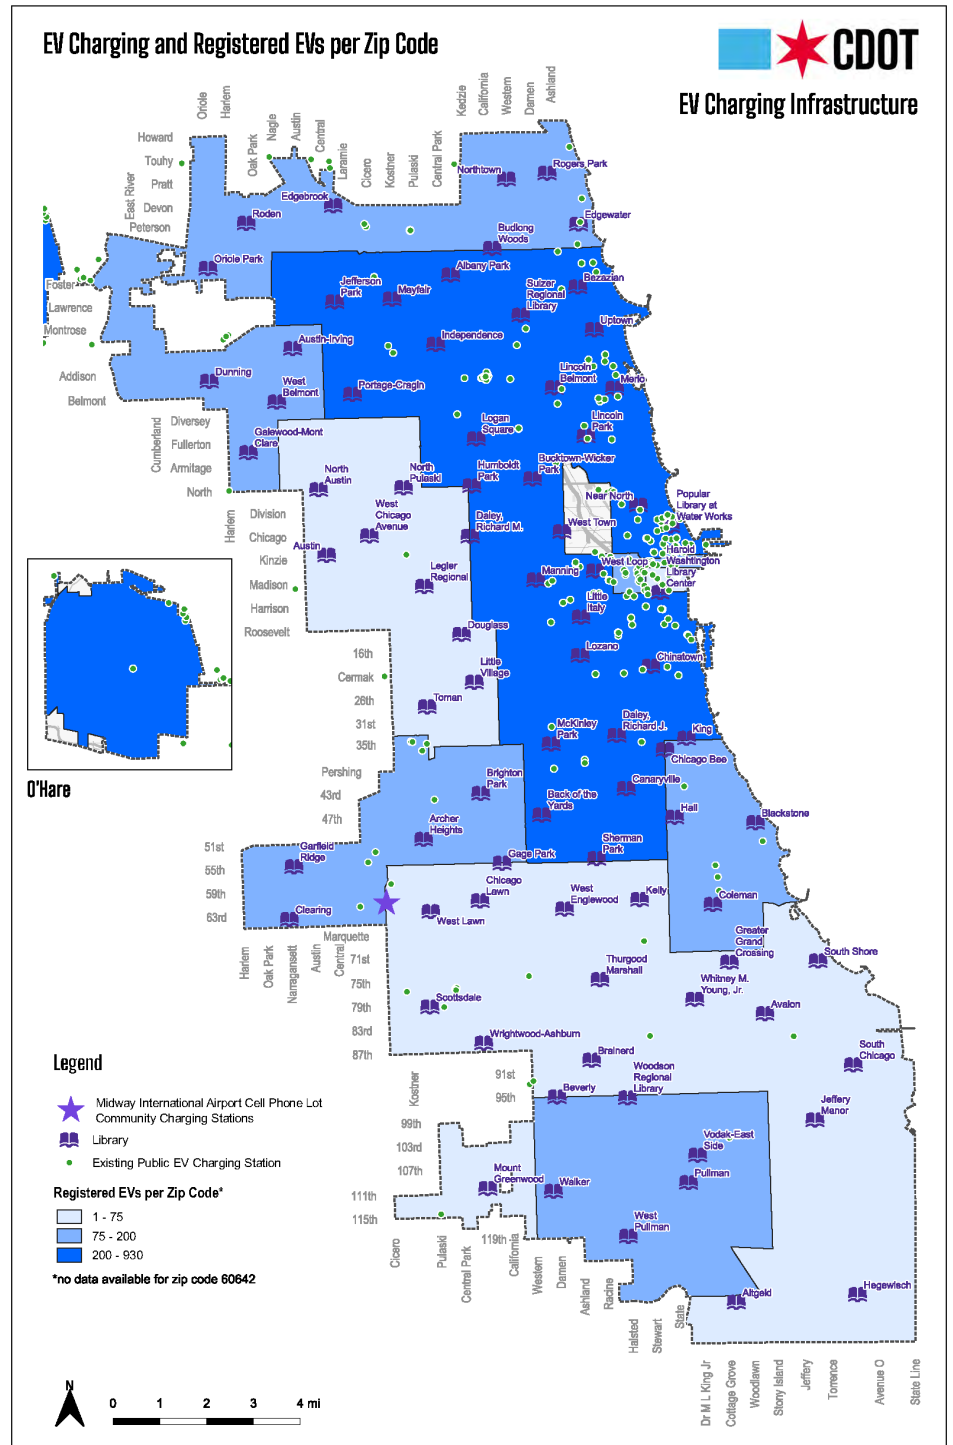 EV Charging and Registered EVs per Zip Code
CDOT
EV Charging Infrastructure
Oriole
Harlem
Oak Park
Nagle
Austin
Central
Laramie
Cicero
Kostner
Pulaski
Central Park
Kedzie
California
Western
Damen
Ashland
Howard
Touhy
Pratt
Devon
Peterson
East River
Foster
Lawrence
Montrose
Addison
Belmont
Cumberland
Diversey
Fullerton
Armitage
North
Harlem
Division
Chicago
Kinzie
Madison
Harrison
Roosevelt
16th
Cermak
26th
31st
35th
Pershing
43rd
47th
51st
55th
59th
63rd
Harlem
Oak Park
Narragansett
Austin
Central
Marquette
71st
75th
79th
83rd
87th
Kostner
91st
95th
99th
103rd
107th
111th
115th
Cicero
Pulaski
Central Park
119th
California
Western
Damen
Ashland
Racine
Halsted
Stewart
State
Dr M L King Jr
Cottage Grove
Woodlawn
Stony Island
Jeffery
Torrence
Avenue O
State Line
Northtown
Rogers Park
Edgebrook
Roden
Edgewater
Budlong
Woods
Oriole Park
Albany Park
Bezazian
Jefferson
Park
Mayfair
Sulzer
Regional
Library
Uptown
Independence
Austin-Irving
Dunning
West
Belmont
Portage-Cragin
Lincoln
Belmont
Merlo
Logan
Square
Lincoln
Park
Galewood-Mont
Clare
North
Austin
North
Pulaski
Humboldt
Park
Bucktown-Wicker
Park
Near North
Popular
Library at
Water Works
West
Chicago
Avenue
Daley,
Richard M.
West Town
Austin
Harold
Washington
Library
Center
West Loop
Legler
Regional
Manning
Little
Italy
Douglass
Lozano
Chinatown
Little
Village
Toman
McKinley
Park
Daley,
Richard J.
King
Chicago Bee
Brighton
Park
Canaryville
Back of the
Yards
Hall
Blackstone
Archer
Heights
Garfield
Ridge
Gage Park
Sherman
Park
Chicago
Lawn
West
Englewood
Kelly
Coleman
Clearing
West Lawn
Greater
Grand
Crossing
South Shore
Thurgood
Marshall
Whitney M.
Young, Jr.
Scottsdale
Avalon
Wrightwood-Ashburn
Brainerd
South
Chicago
Woodson
Regional
Library
Beverly
Jeffery
Manor
Vodak-East
Side
Pullman
Mount
Greenwood
Walker
West
Pullman
Altgeld
Hegewisch
O'Hare
Legend
Midway International Airport Cell Phone Lot
Community Charging Stations
Library
Existing Public EV Charging Station
Registered EVs per Zip Code*
1 - 75
75 - 200
200 - 930
*no data available for zip code 60642
N
0 1 2 3 4 mi